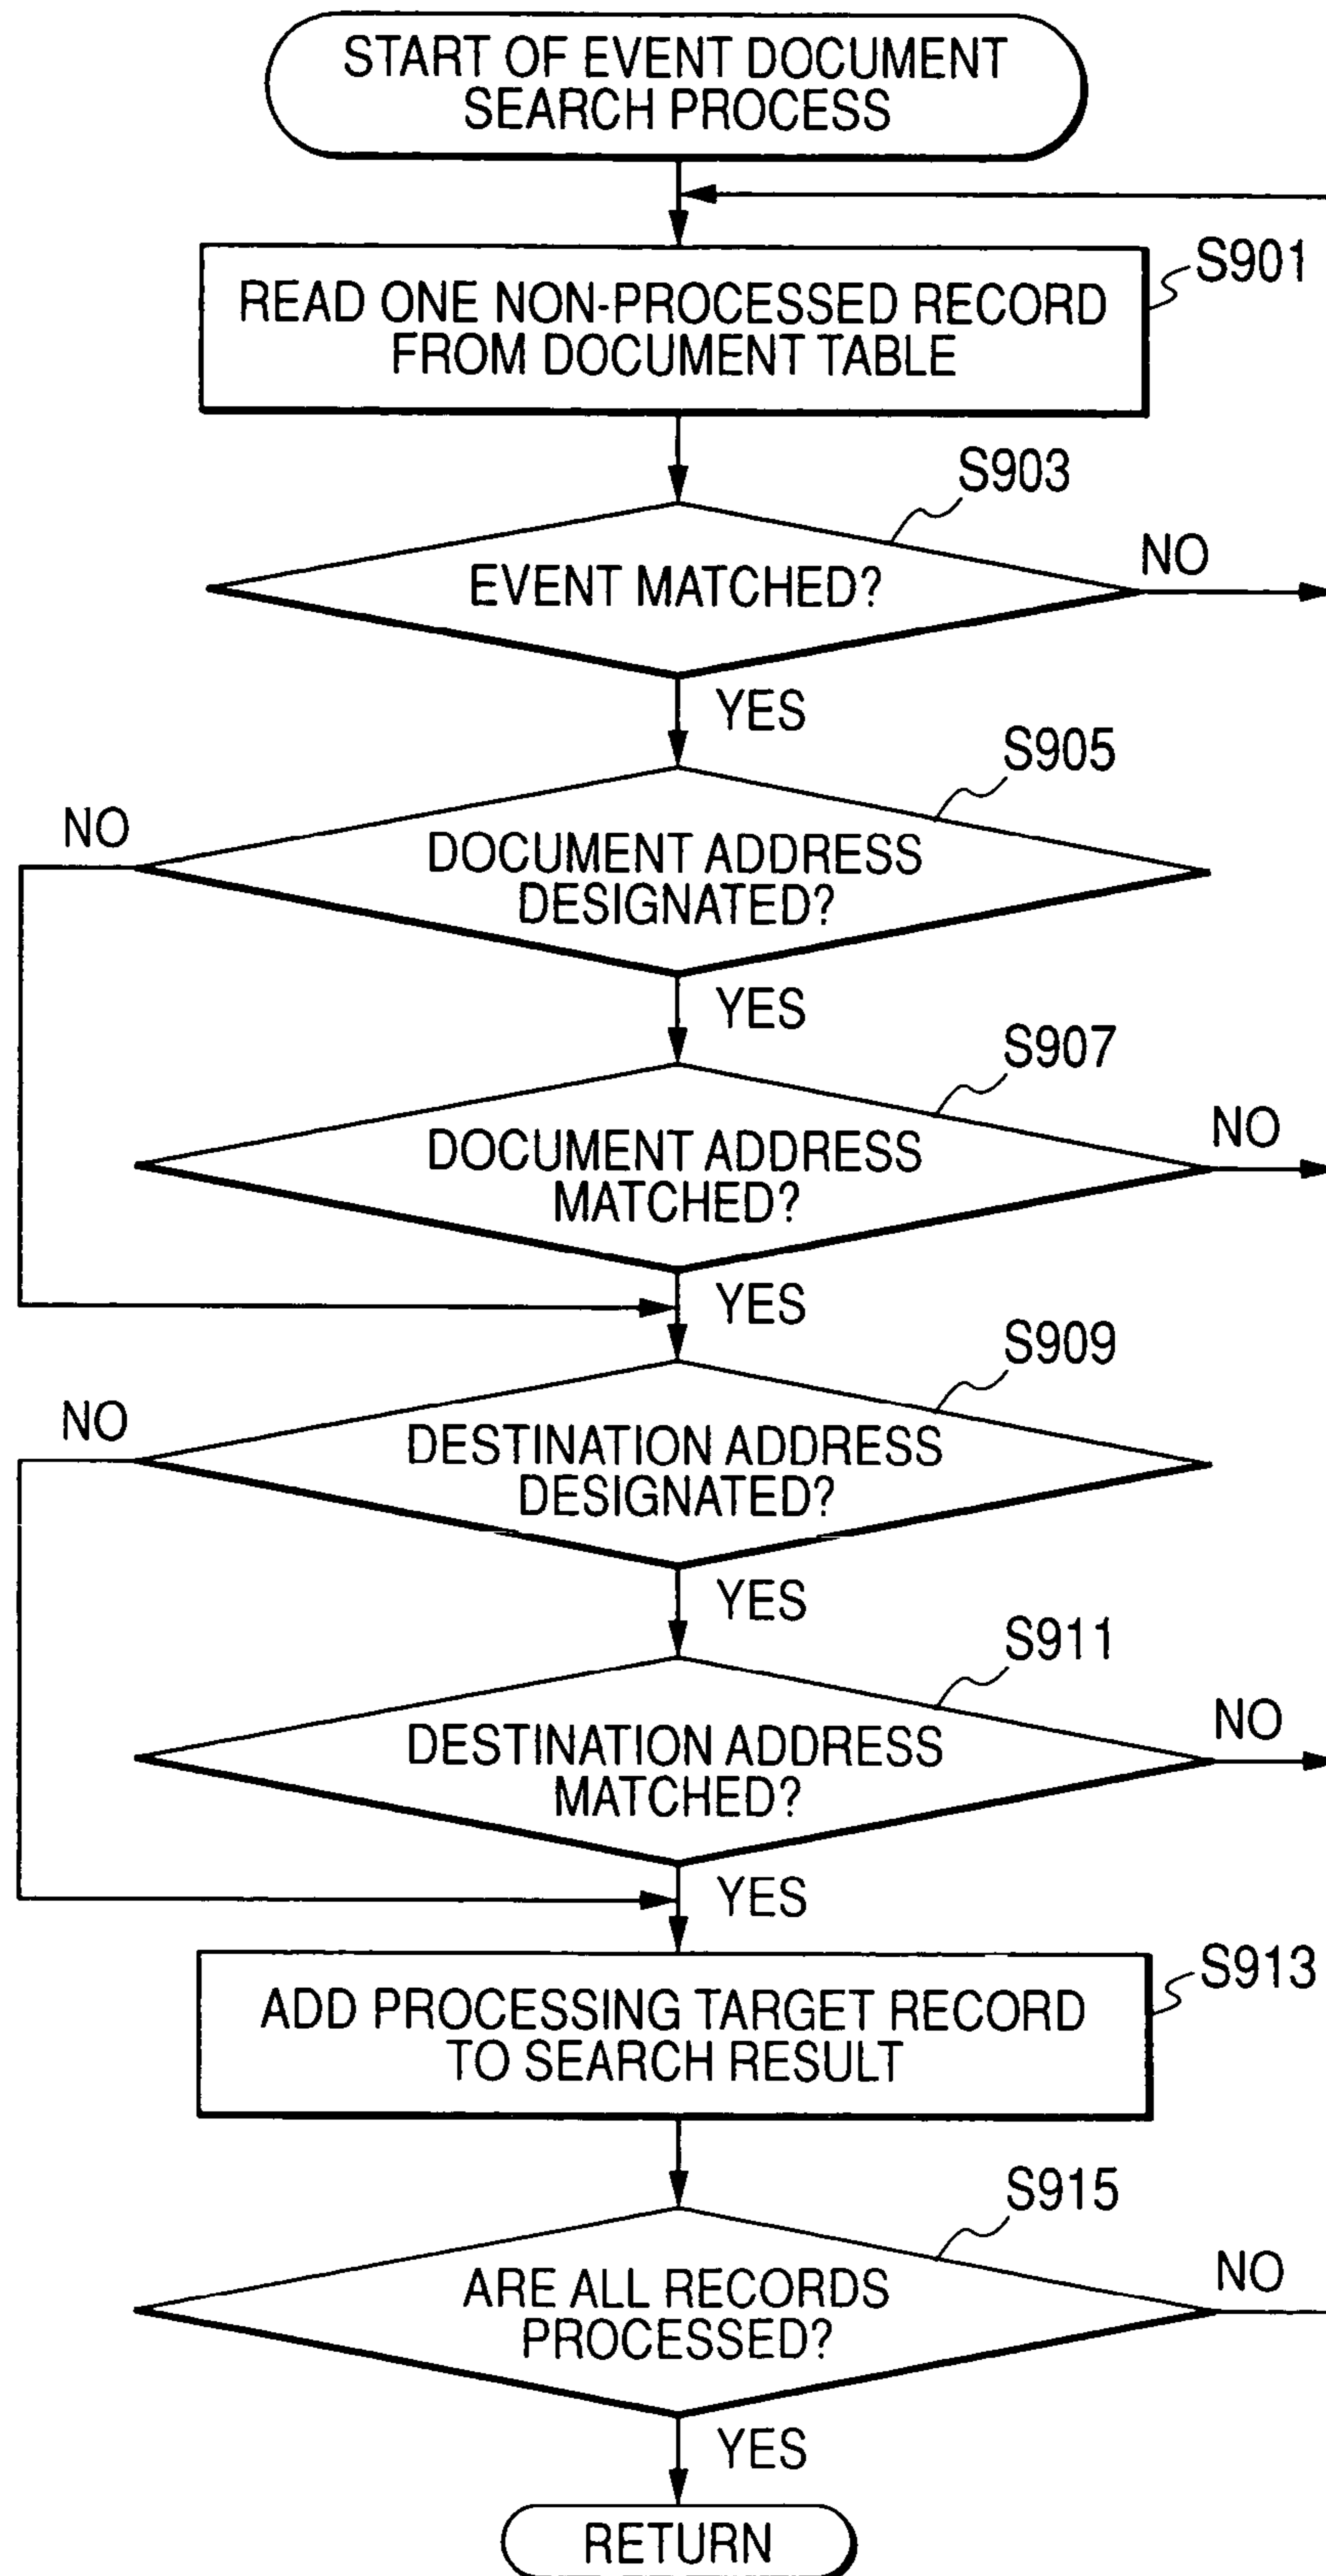 START OF EVENT DOCUMENT
SEARCH PROCESS
S901
READ ONE NON-PROCESSED RECORD
FROM DOCUMENT TABLE
S903
EVENT MATCHED?
NO
YES
S905
NO
DOCUMENT ADDRESS
DESIGNATED?
YES
S907
DOCUMENT ADDRESS
MATCHED?
NO
YES
S909
NO
DESTINATION ADDRESS
DESIGNATED?
YES
S911
DESTINATION ADDRESS
MATCHED?
NO
YES
S913
ADD PROCESSING TARGET RECORD
TO SEARCH RESULT
S915
ARE ALL RECORDS
PROCESSED?
NO
YES
RETURN